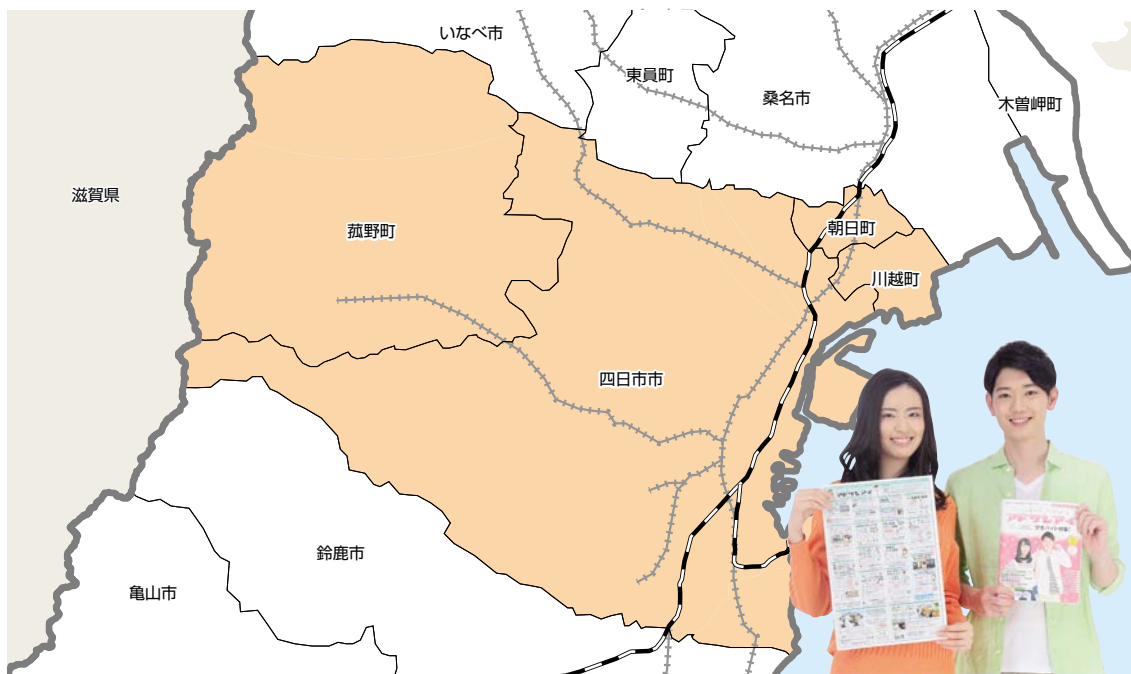 いなべ市
東員町
桑名市
木曽岬町
滋賀県
菰野町
朝日町
川越町
四日市市
鈴鹿市
亀山市